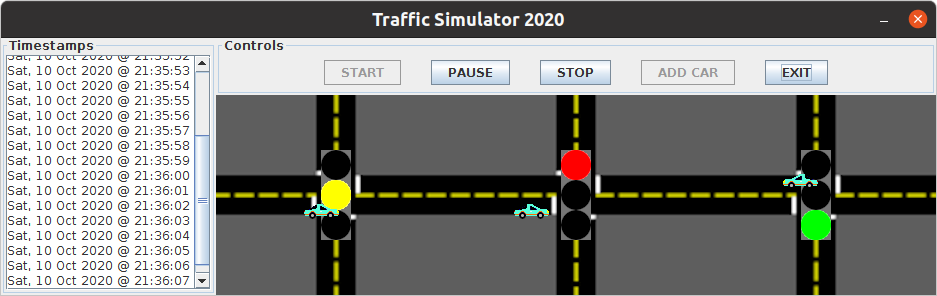 Traffic Simulator 2020
Timestamps
Sat, 10 Oct 2020 @ 21:35:52
Sat, 10 Oct 2020 @ 21:35:53
Sat, 10 Oct 2020 @ 21:35:54
Sat, 10 Oct 2020 @ 21:35:55
Sat, 10 Oct 2020 @ 21:35:56
Sat, 10 Oct 2020 @ 21:35:57
Sat, 10 Oct 2020 @ 21:35:58
Sat, 10 Oct 2020 @ 21:35:59
Sat, 10 Oct 2020 @ 21:36:00
Sat, 10 Oct 2020 @ 21:36:01
Sat, 10 Oct 2020 @ 21:36:02
Sat, 10 Oct 2020 @ 21:36:03
Sat, 10 Oct 2020 @ 21:36:04
Sat, 10 Oct 2020 @ 21:36:05
Sat, 10 Oct 2020 @ 21:36:06
Sat, 10 Oct 2020 @ 21:36:07
Controls
START PAUSE STOP ADD CAR EXIT